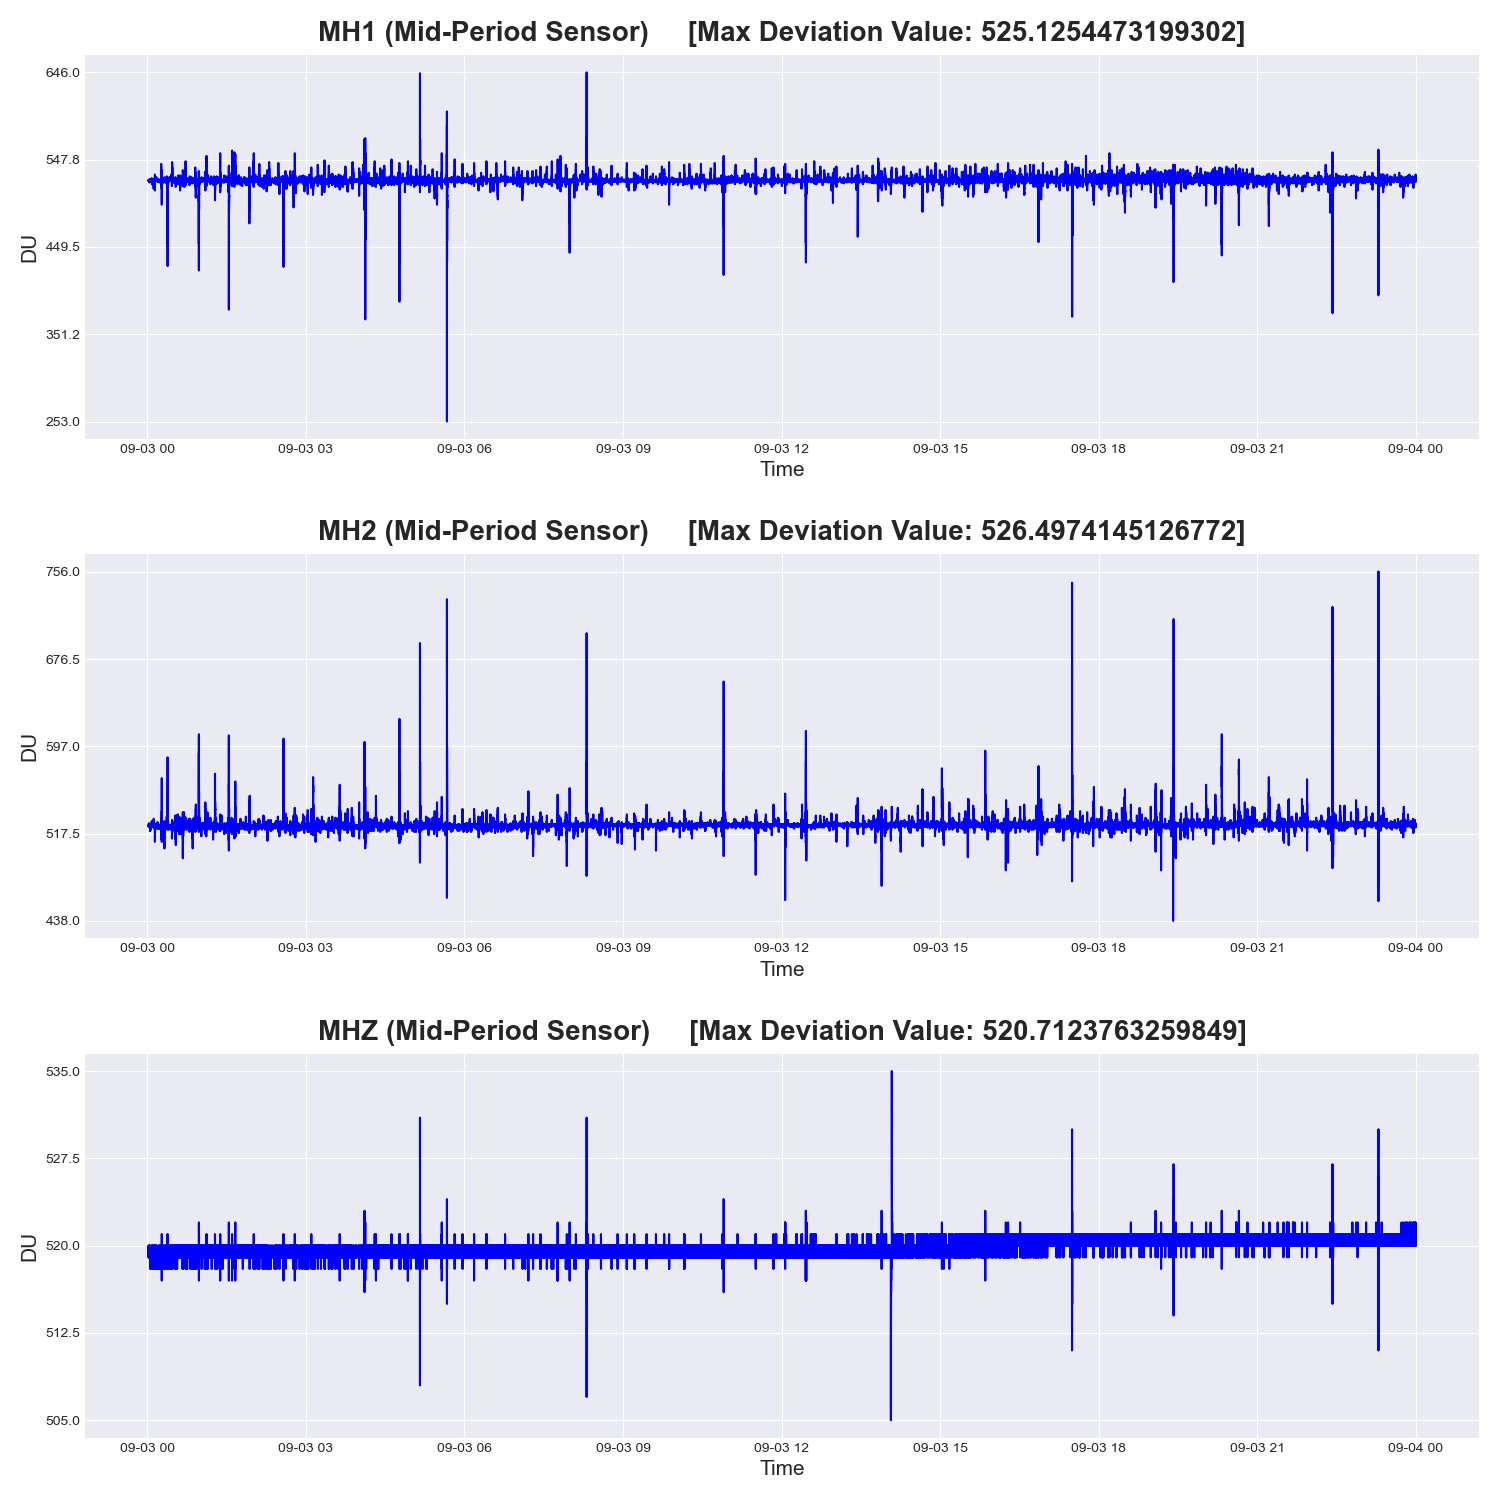 MH1 (Mid-Period Sensor) [Max Deviation Value: 525.1254473199302]
646.0
547.8
449.5
351.2
253.0
DU
09-03 00 09-03 03 09-03 06 09-03 09 09-03 12 09-03 15 09-03 18 09-03 21 09-04 00
Time
MH2 (Mid-Period Sensor) [Max Deviation Value: 526.4974145126772]
756.0
676.5
597.0
517.5
438.0
DU
09-03 00 09-03 03 09-03 06 09-03 09 09-03 12 09-03 15 09-03 18 09-03 21 09-04 00
Time
MHZ (Mid-Period Sensor) [Max Deviation Value: 520.7123763259849]
535.0
527.5
520.0
512.5
505.0
DU
09-03 00 09-03 03 09-03 06 09-03 09 09-03 12 09-03 15 09-03 18 09-03 21 09-04 00
Time